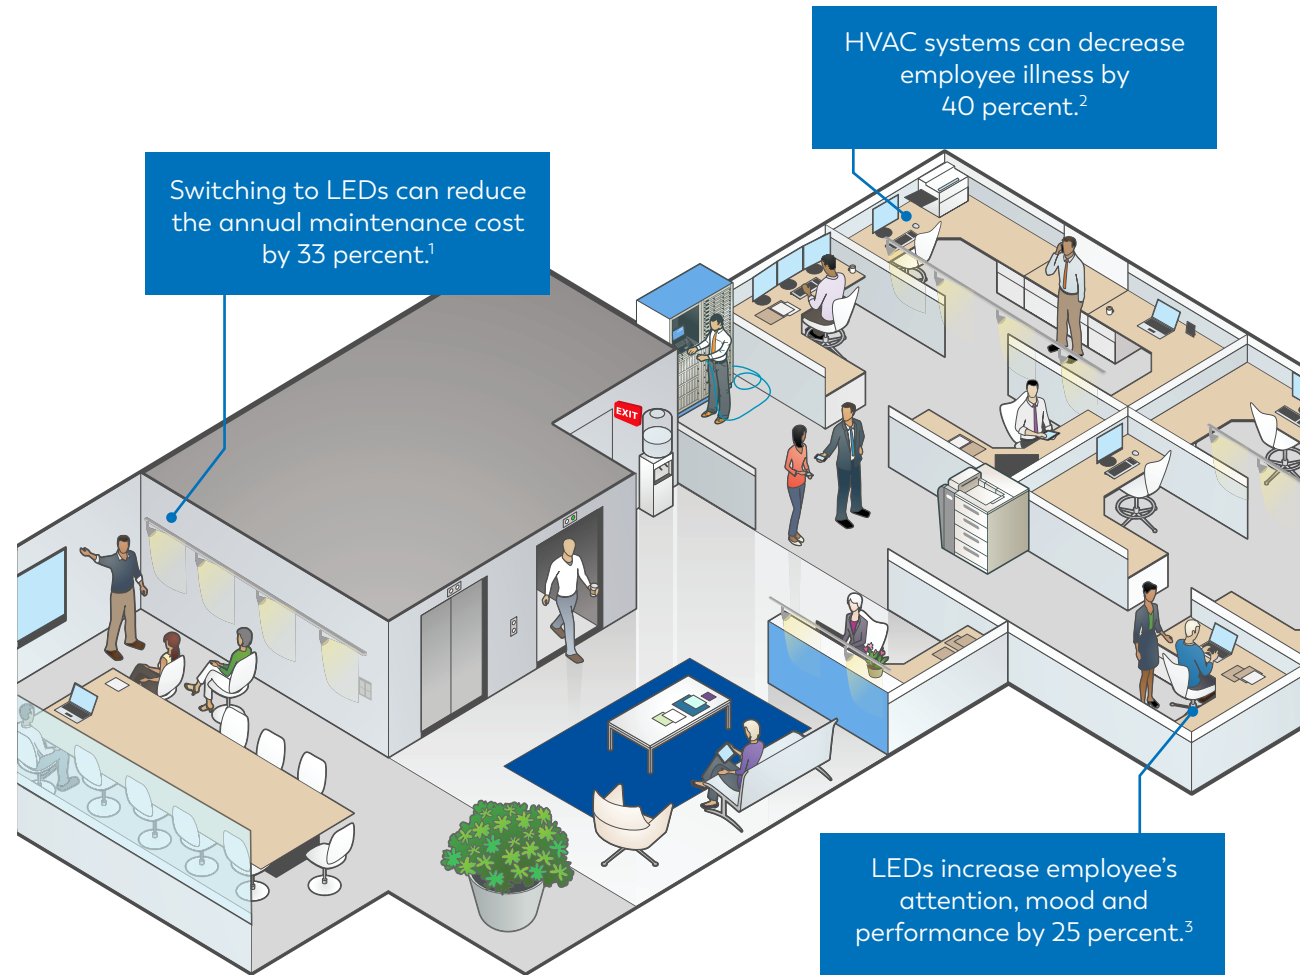 HVAC systems can decrease
employee illness by
40 percent.²
Switching to LEDs can reduce
the annual maintenance cost
by 33 percent.¹
EXIT
LEDs increase employee’s
attention, mood and
performance by 25 percent.³